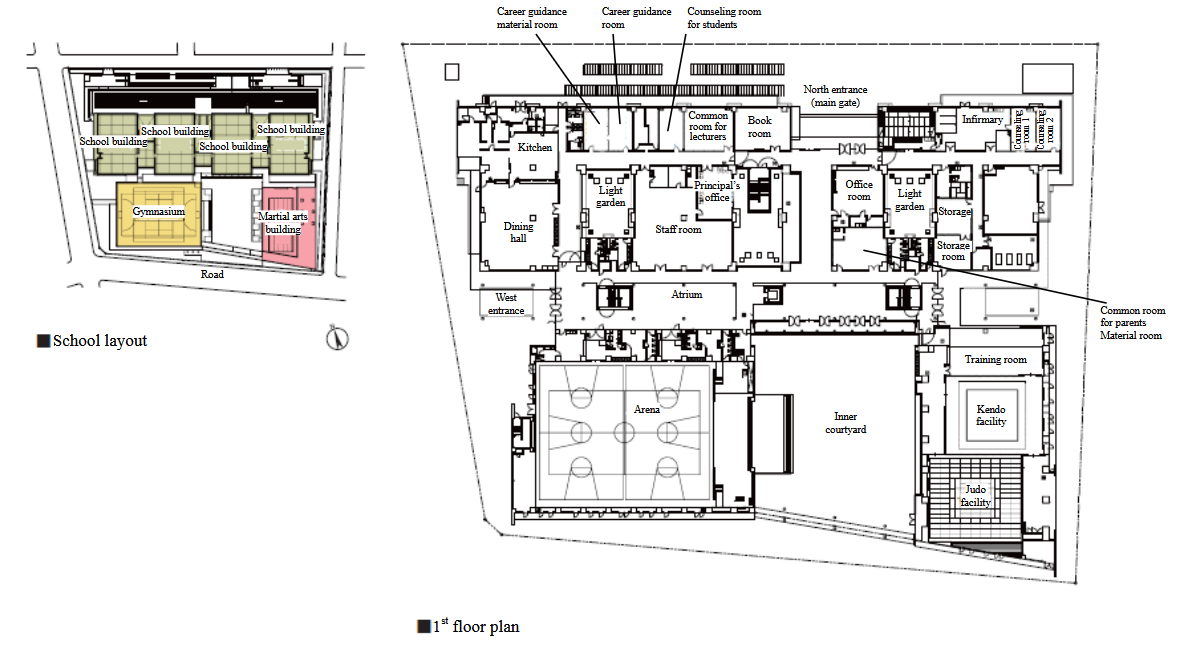 Career guidance
material room
Career guidance
room
Counseling room
for students
North entrance
(main gate)
School building
School building
School building
School building
Gymnasium
Martial arts
building
Road
■School layout
Kitchen
Common
room for
lecturers
Book
room
Infirmary
Counseling
room 1
Counseling
room 2
Light
garden
Principal's
office
Office
room
Light
garden
Storage
Dining
hall
Staff room
Storage
room
West
entrance
Atrium
Common room
for parents
Material room
Training room
Arena
Inner
courtyard
Kendo
facility
Judo
facility
■1st floor plan